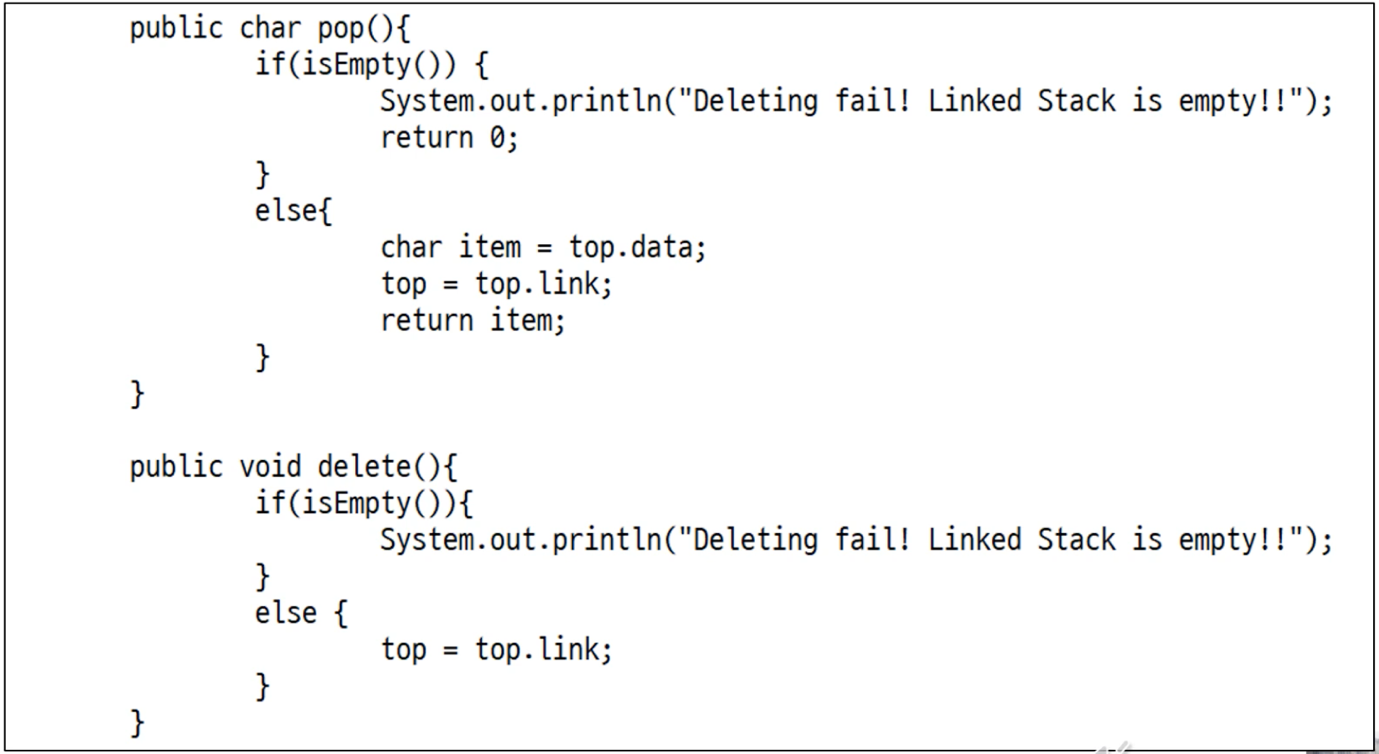 public char pop(){
if(isEmpty()) {
System.out.println("Deleting fail! Linked Stack is empty!!");
return 0;
}
else{
char item = top.data;
top = top.link;
return item;
}
}
public void delete(){
if(isEmpty()){
System.out.println("Deleting fail! Linked Stack is empty!!");
}
else {
top = top.link;
}
}